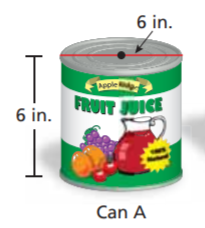 6 in.
Apple Ridge
FRUIT JUICE
6 in.
100%
Natural
Can A